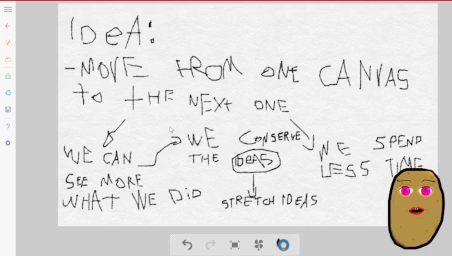 IDeA:
-MOVE FROM ONE CANVAS
TO THE NEXT ONE
WE CAN
SEE MORE
WHAT WE DID
WE CONSERVE
THE IDEAS
STRETCH IDEAS
WE SPEND
LESS TIME